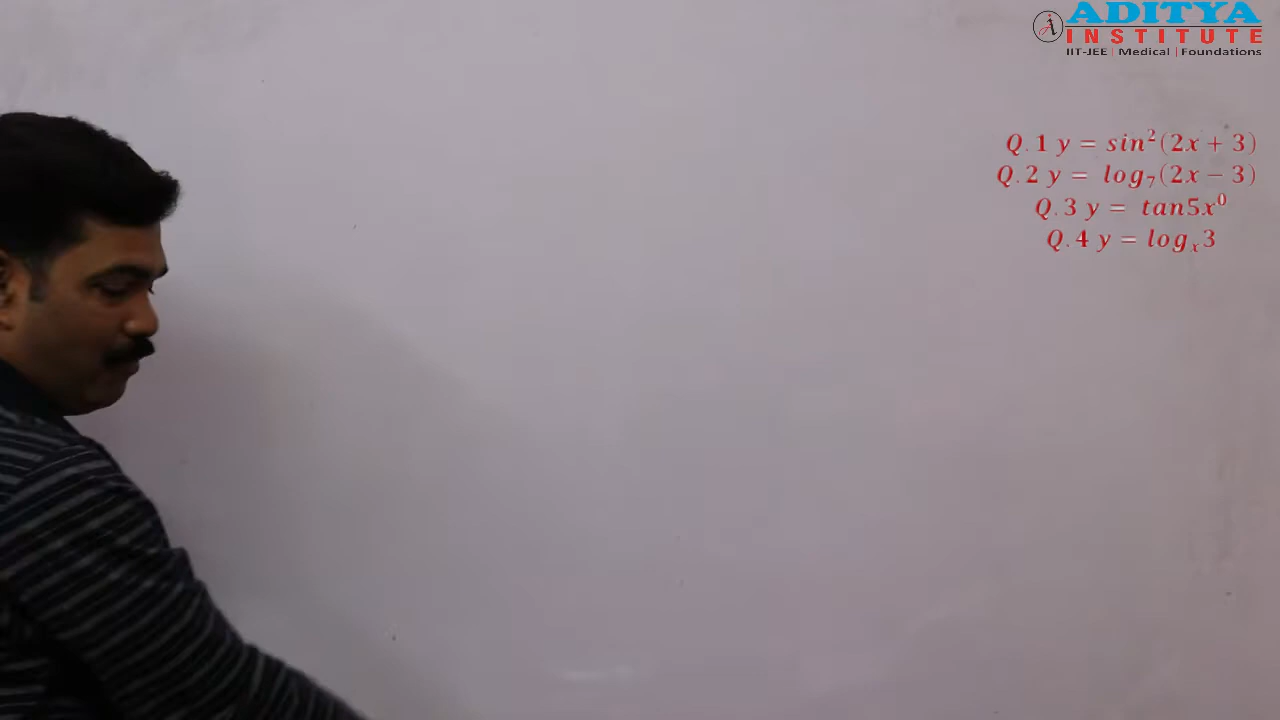 ADITYA
INSTITUTE
IIT-JEE | Medical | Foundations
Q. 1 y = sin²(2x + 3)
Q. 2 y = log₇(2x − 3)
Q. 3 y = tan5x⁰
Q. 4 y = logₓ3